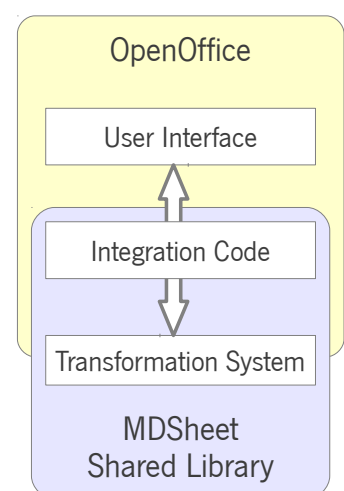 OpenOffice
User Interface
Integration Code
Transformation System
MDSheet
Shared Library